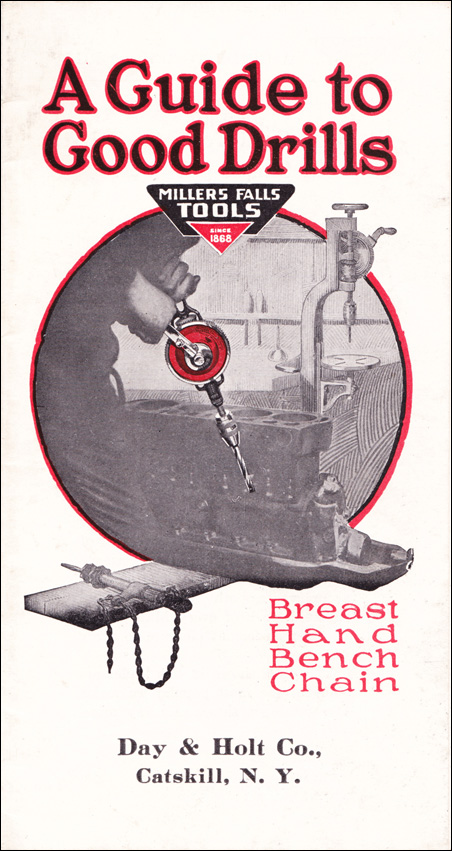 A Guide to
Good Drills
MILLERS FALLS
TOOLS
SINCE
1868
Breast
Hand
Bench
Chain
Day & Holt Co.,
Catskill, N. Y.